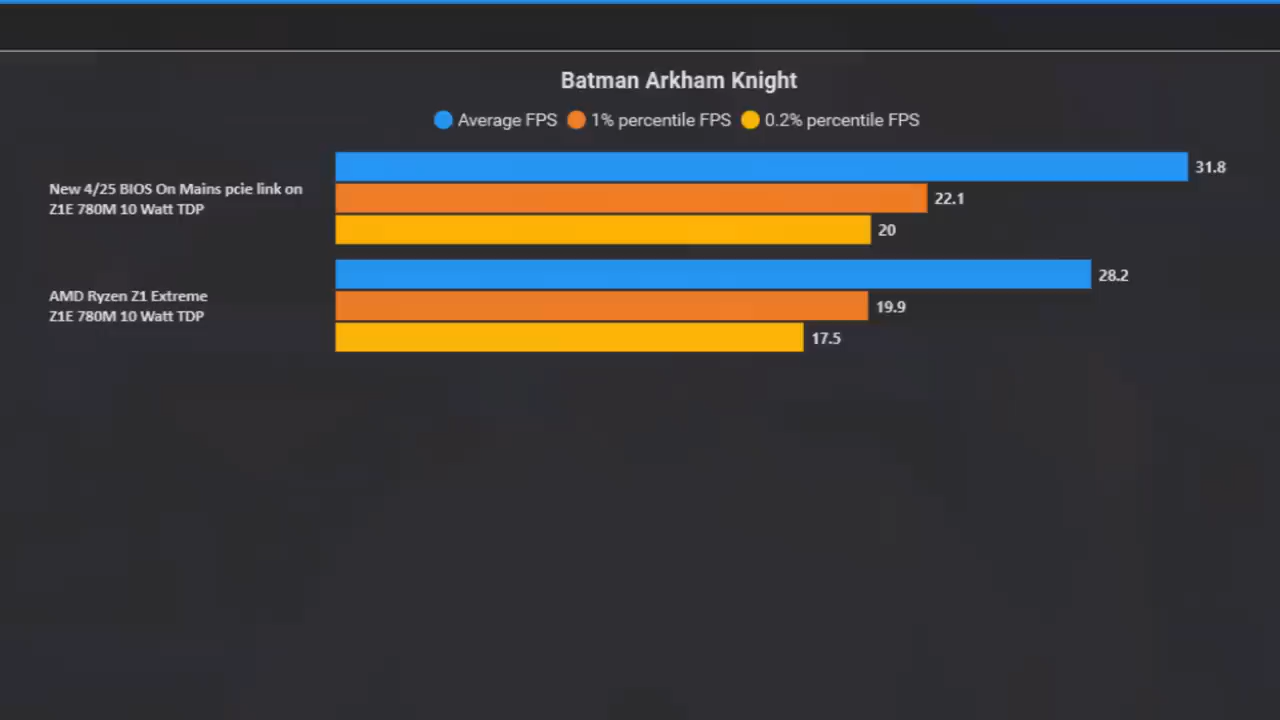 Batman Arkham Knight
Average FPS 1% percentile FPS 0.2% percentile FPS
New 4/25 BIOS On Mains pcie link on
Z1E 780M 10 Watt TDP
31.8
22.1
20
AMD Ryzen Z1 Extreme
Z1E 780M 10 Watt TDP
28.2
19.9
17.5